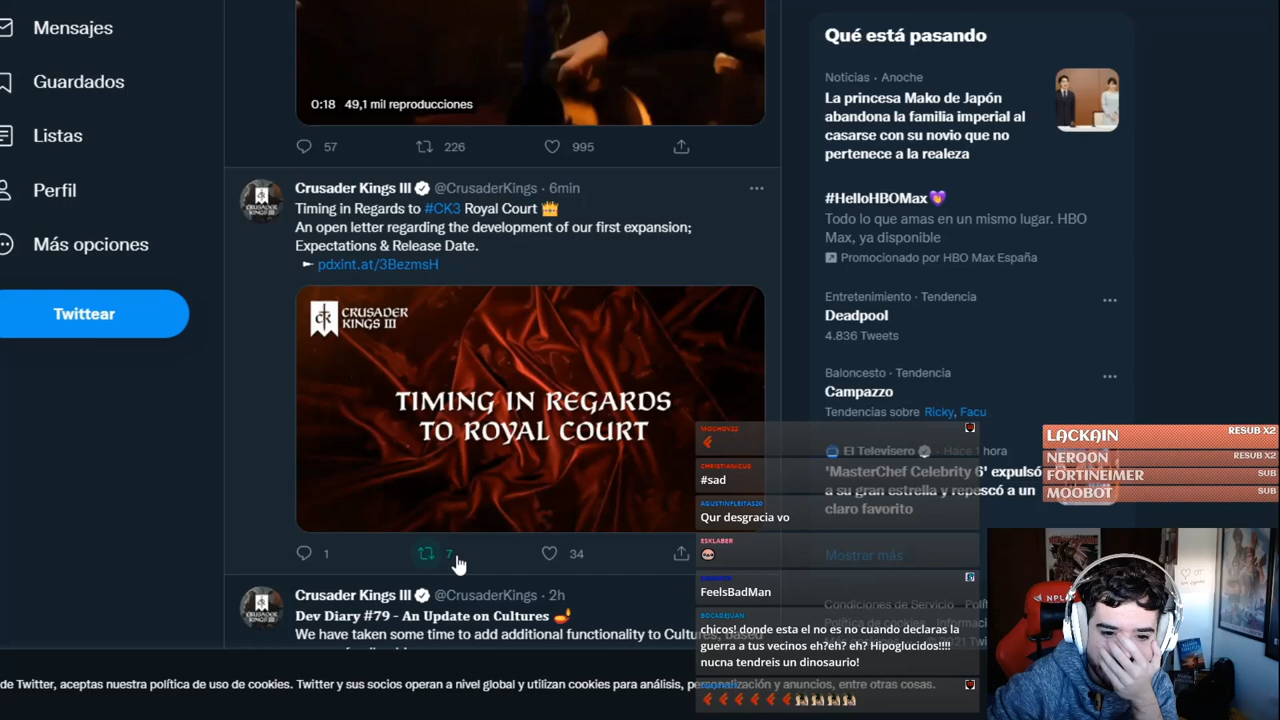 Mensajes
Guardados
Listas
Perfil
Más opciones
Twittear
0:18 49,1 mil reproducciones
57 226 995
Crusader Kings III @CrusaderKings · 6min
Timing in Regards to #CK3 Royal Court
An open letter regarding the development of our first expansion;
Expectations & Release Date.
pdxint.at/3BezmsH
CRUSADER
KINGS III
TIMING IN REGARDS
TO ROYAL COURT
1 7 34
Crusader Kings III @CrusaderKings · 2h
Dev Diary #79 - An Update on Cultures
We have taken some time to add additional functionality to Cultures, based
Qué está pasando
Noticias · Anoche
La princesa Mako de Japón
abandona la familia imperial al
casarse con su novio que no
pertenece a la realeza
#HelloHBOMax
Todo lo que amas en un mismo lugar. HBO
Max, ya disponible
Promocionado por HBO Max España
Entretenimiento · Tendencia
Deadpool
4.836 Tweets
Baloncesto · Tendencia
Campazzo
Tendencias sobre Ricky, Facu
El Televisero · Hace 1 hora
'MasterChef Celebrity 6' expulsó
a su gran estrella y repescó a un
claro favorito
Mostrar más
Condiciones de Servicio
Política de cookies
2021
MOCHOV22
CHRISTIANICUS
#sad
AGUSTINFLEITAS20
Qur desgracia vo
ESKLABER
FeelsBadMan
BOCADEJUAN
chicos! donde esta el no es no cuando declaras la
guerra a tus vecinos eh?eh? eh? Hipoglucidos!!!!
nucna tendreis un dinosaurio!
LACKAIN RESUB X2
NEROON RESUB X2
FORTINEIMER SUB
MOOBOT SUB
de Twitter, aceptas nuestra política de uso de cookies. Twitter y sus socios operan a nivel global y utilizan cookies para análisis, personalización y anuncios, entre otras cosas.